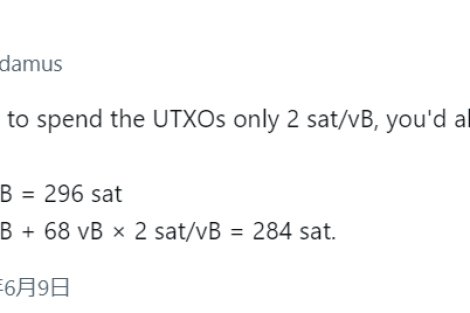 damus
to spend the UTXOs only 2 sat/vB, you'd
B = 296 sat
B + 68 vB × 2 sat/vB = 284 sat.
6月9日